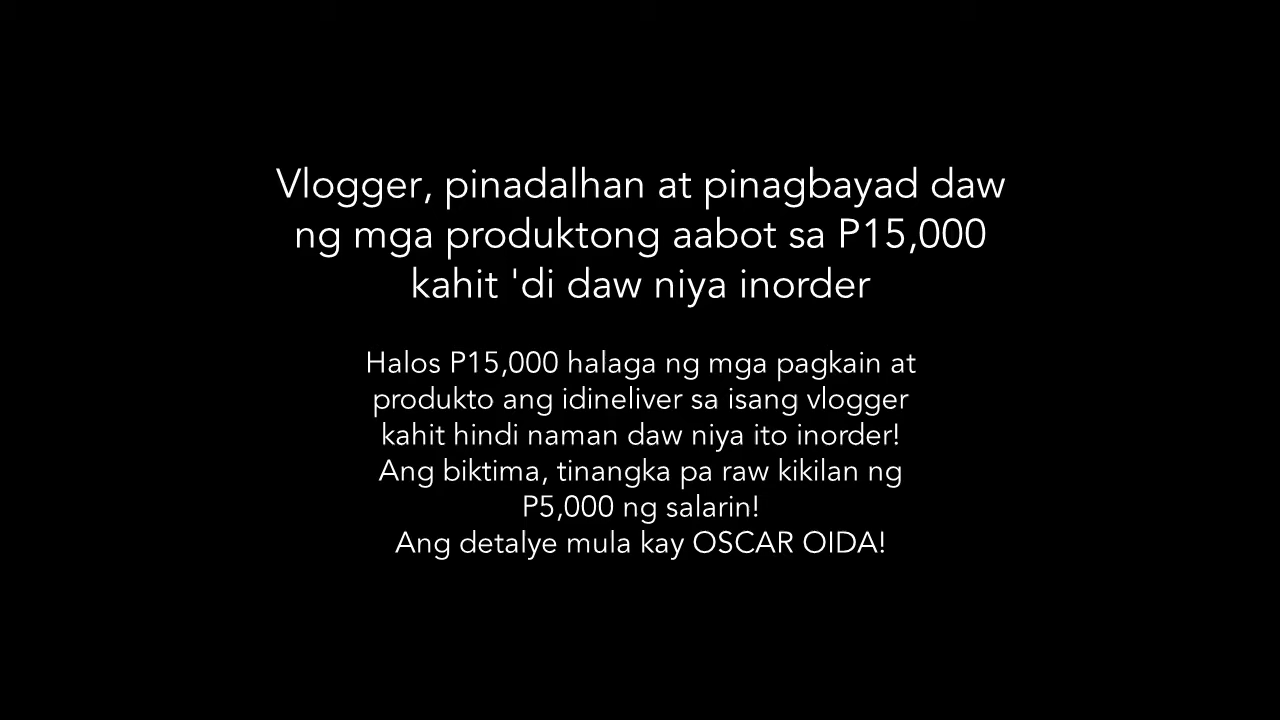 Vlogger, pinadalhan at pinagbayad daw
ng mga produktong aabot sa P15,000
kahit 'di daw niya inorder
Halos P15,000 halaga ng mga pagkain at
produkto ang idineliver sa isang vlogger
kahit hindi naman daw niya ito inorder!
Ang biktima, tinangka pa raw kikilan ng
P5,000 ng salarin!
Ang detalye mula kay OSCAR OIDA!